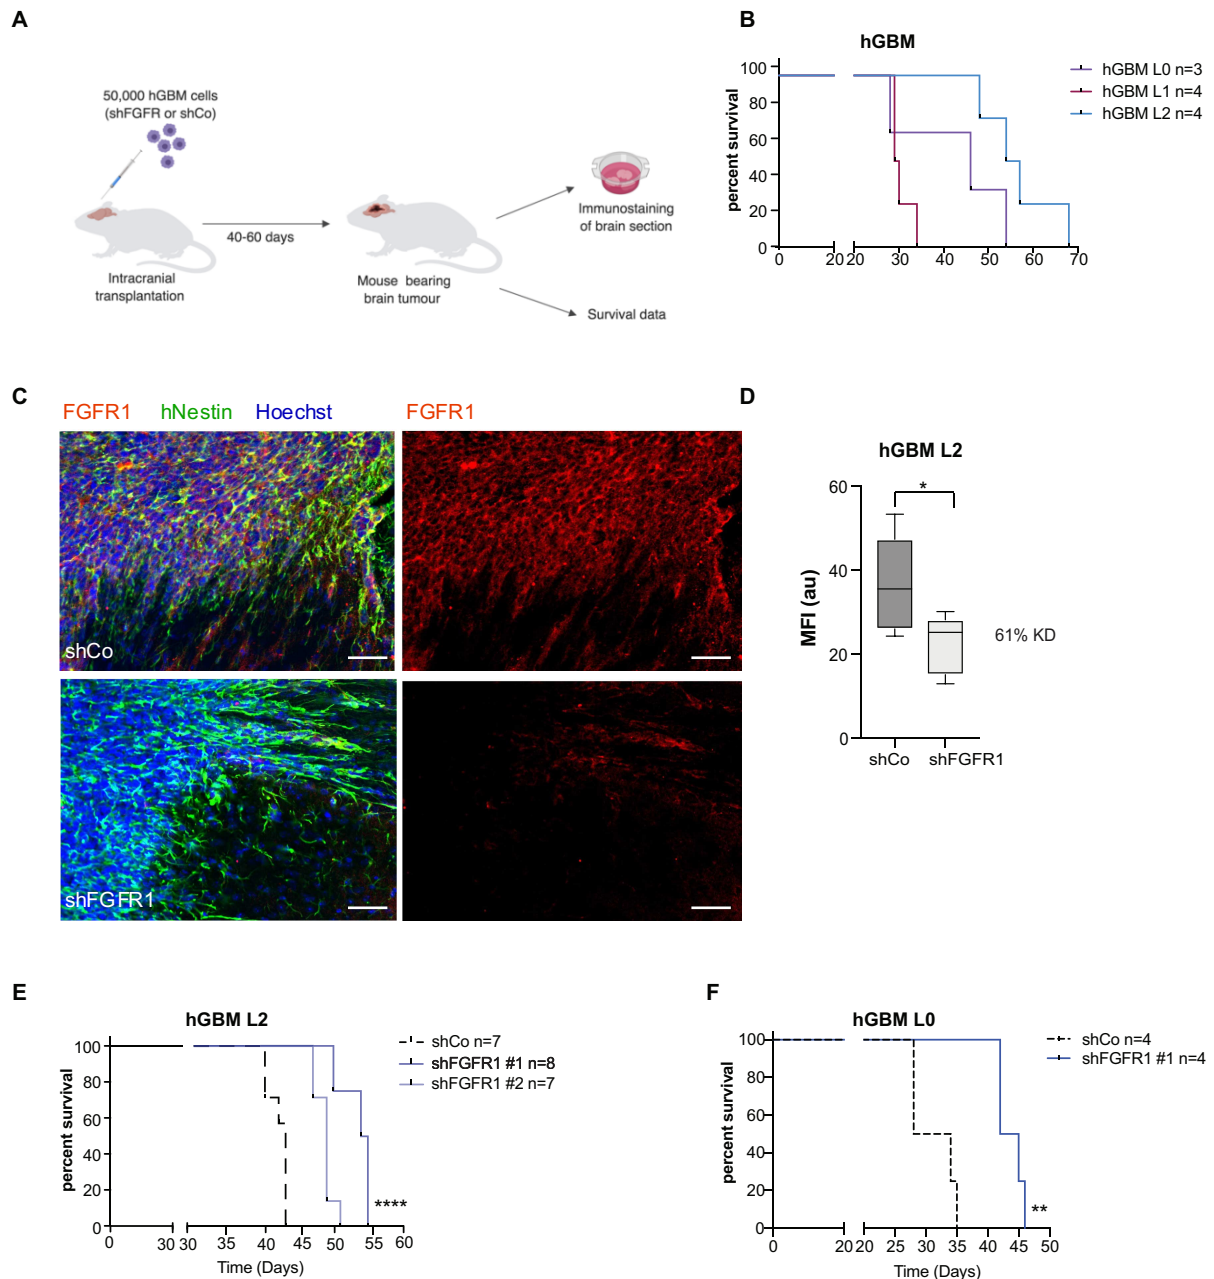 A
50,000 hGBM cells
(shFGFR or shCo)
40-60 days
Intracranial
transplantation
Mouse bearing
brain tumour
Immunostaining
of brain section
Survival data
B
hGBM
percent survival
100
80
60
40
20
0
0
20
20
30
40
50
60
70
hGBM L0 n=3
hGBM L1 n=4
hGBM L2 n=4
C
FGFR1 hNestin Hoechst
FGFR1
shCo
shFGFR1
D
hGBM L2
MFI (au)
60
40
20
0
*
61% KD
shCo
shFGFR1
E
hGBM L2
percent survival
100
80
60
40
20
0
0
30
30
35
40
45
50
55
60
Time (Days)
shCo n=7
shFGFR1 #1 n=8
shFGFR1 #2 n=7
****
F
hGBM L0
percent survival
100
80
60
40
20
0
0
20
20
25
30
35
40
45
50
Time (Days)
shCo n=4
shFGFR1 #1 n=4
**